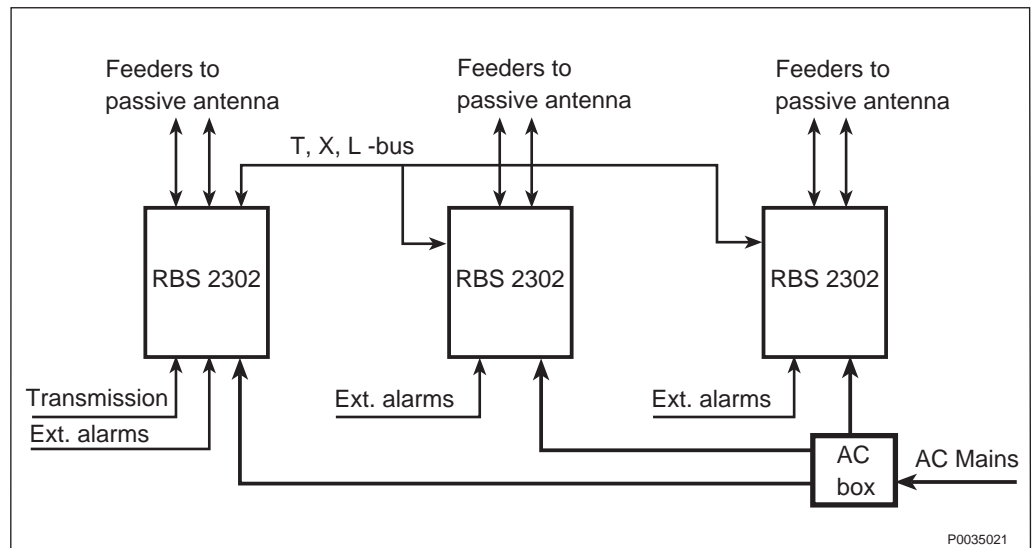 Feeders to
passive antenna
Feeders to
passive antenna
Feeders to
passive antenna
T, X, L -bus
RBS 2302
RBS 2302
RBS 2302
Transmission
Ext. alarms
Ext. alarms
Ext. alarms
AC
box
AC Mains
P0035021